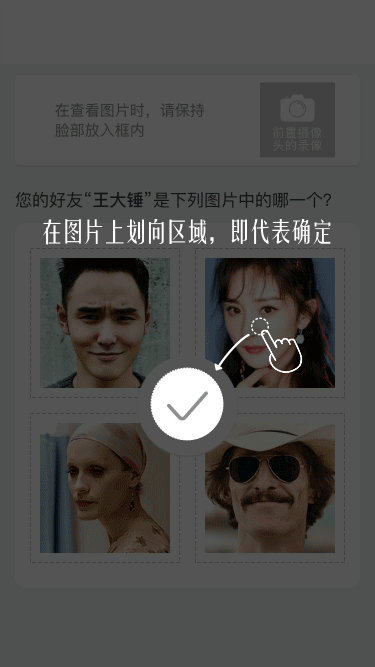 在查看图片时，请保持
脸部放入框内
前置摄像
头的录像
您的好友“王大锤”是下列图片中的哪一个？
在图片上划向区域，即代表确定